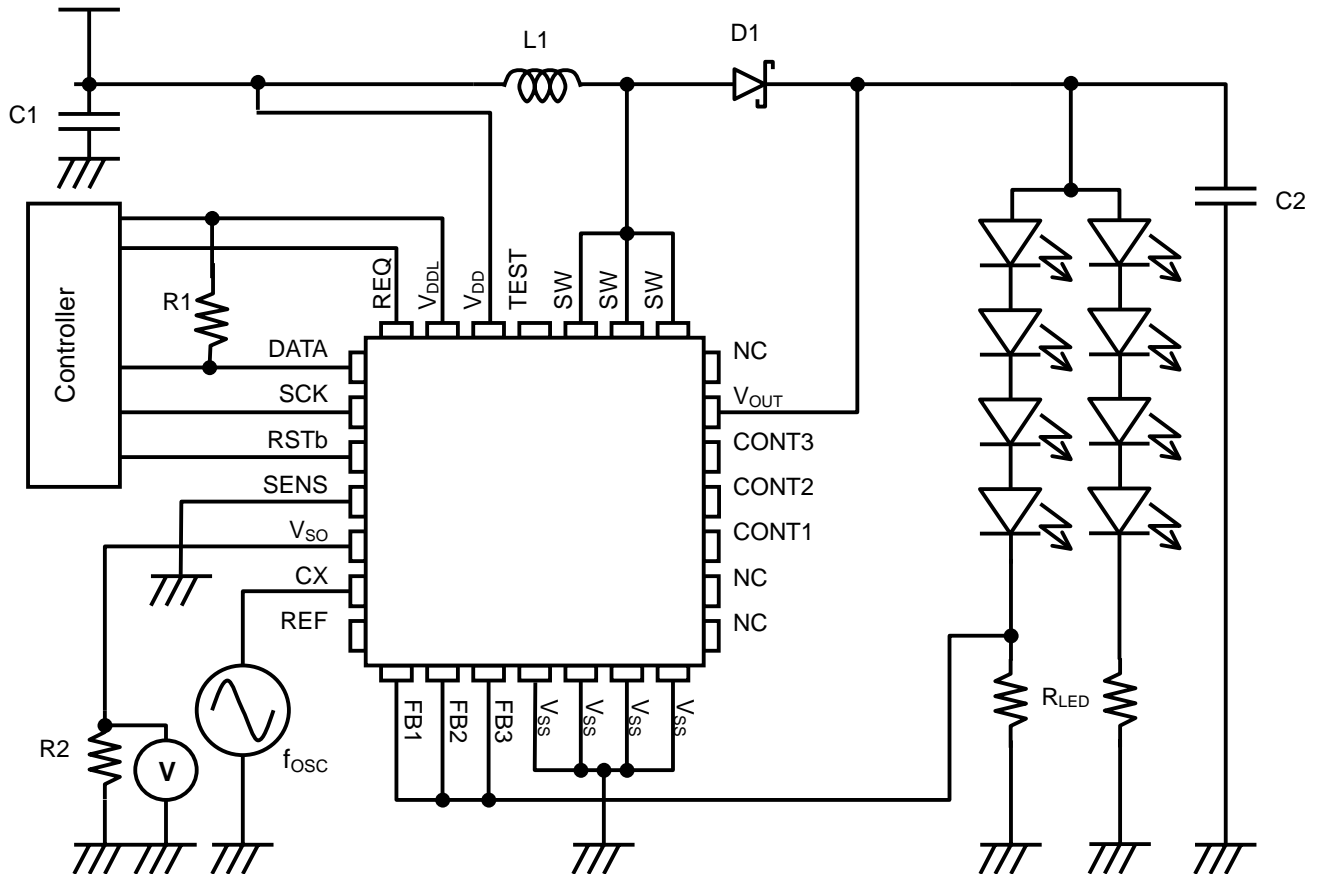 L1
D1
C1
C2
Controller
R1
REQ
VDDL
VDD
TEST
SW
SW
SW
DATA
SCK
RSTb
SENS
VSO
CX
REF
NC
VOUT
CONT3
CONT2
CONT1
NC
NC
FB1
FB2
FB3
VSS
VSS
VSS
VSS
RLED
R2
V
fOSC